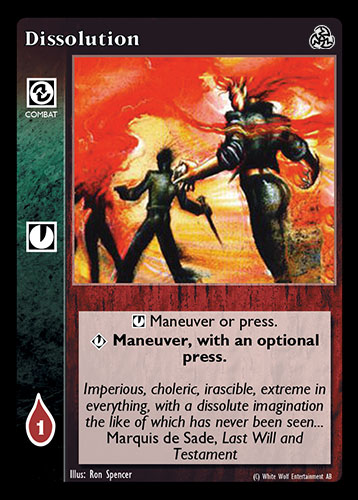 Dissolution
COMBAT
Maneuver or press.
Maneuver, with an optional
press.
Imperious, choleric, irascible, extreme in
everything, with a dissolute imagination
the like of which has never been seen...
Marquis de Sade, Last Will and
Testament
1
Illus: Ron Spencer
(C) White Wolf Entertainment AB